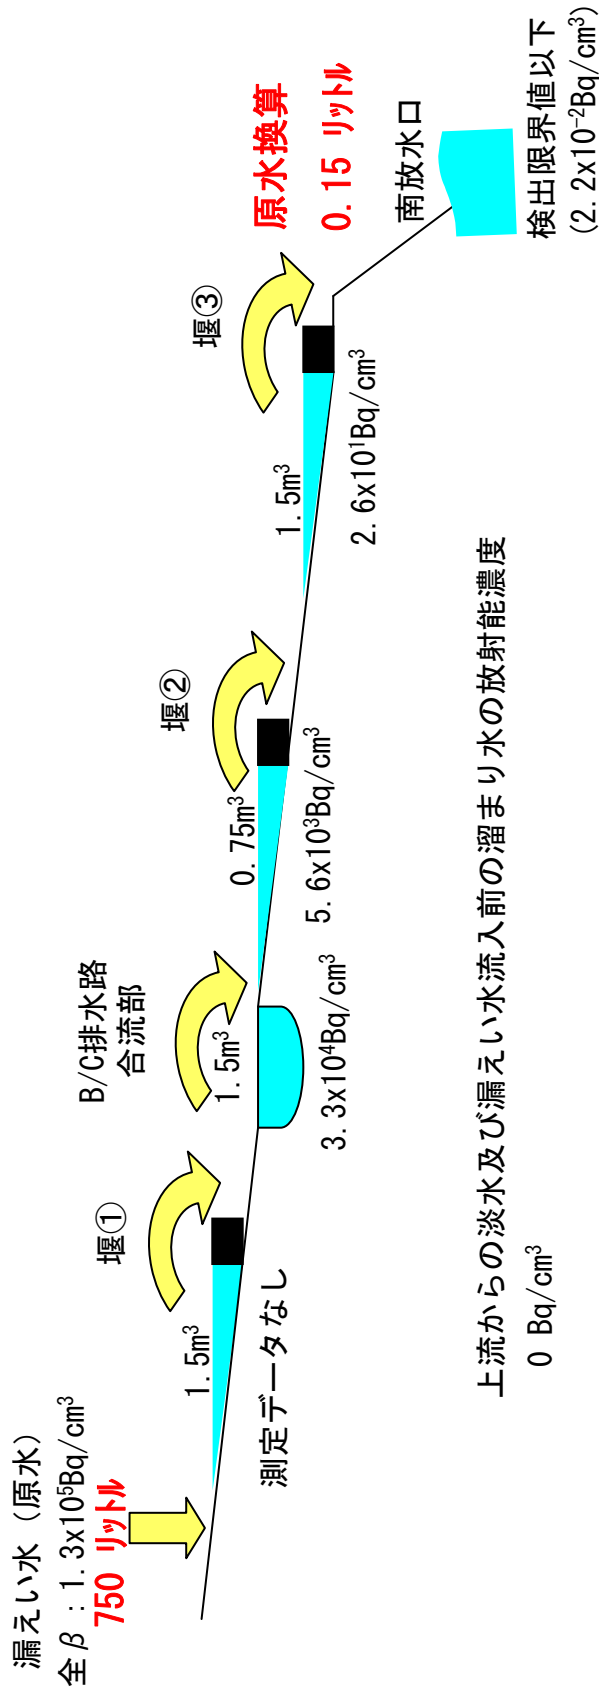 漏えい水（原水）
全β：1.3x10⁵Bq/cm³
750 リットル
堰①
1.5m³
測定データなし
B/C排水路
合流部
1.5m³
3.3x10⁴Bq/cm³
堰②
0.75m³
5.6x10³Bq/cm³
堰③
1.5m³
2.6x10¹Bq/cm³
原水換算
0.15 リットル
南放水口
検出限界値以下
(2.2x10⁻²Bq/cm³)
上流からの淡水及び漏えい水流入前の溜まり水の放射能濃度
0 Bq/cm³